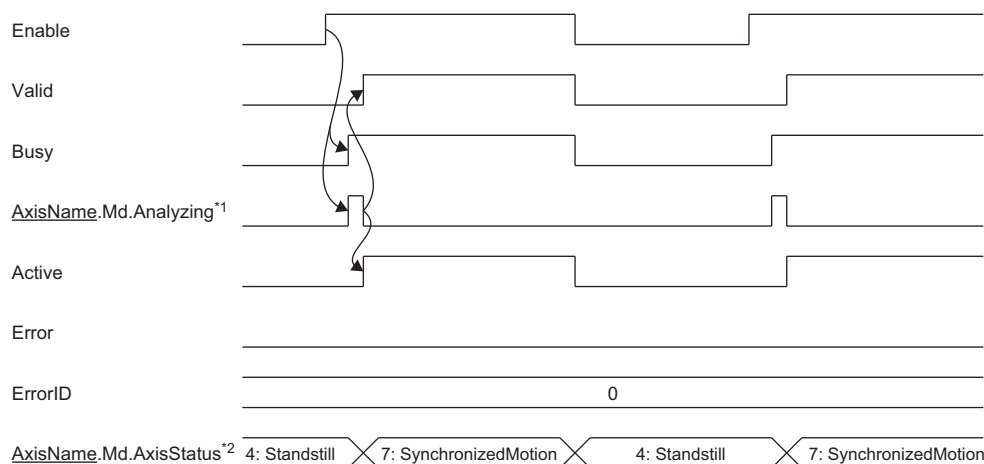 Enable
Valid
Busy
AxisName.Md.Analyzing*1
Active
Error
ErrorID 0
AxisName.Md.AxisStatus*2 4: Standstill 7: SynchronizedMotion 4: Standstill 7: SynchronizedMotion